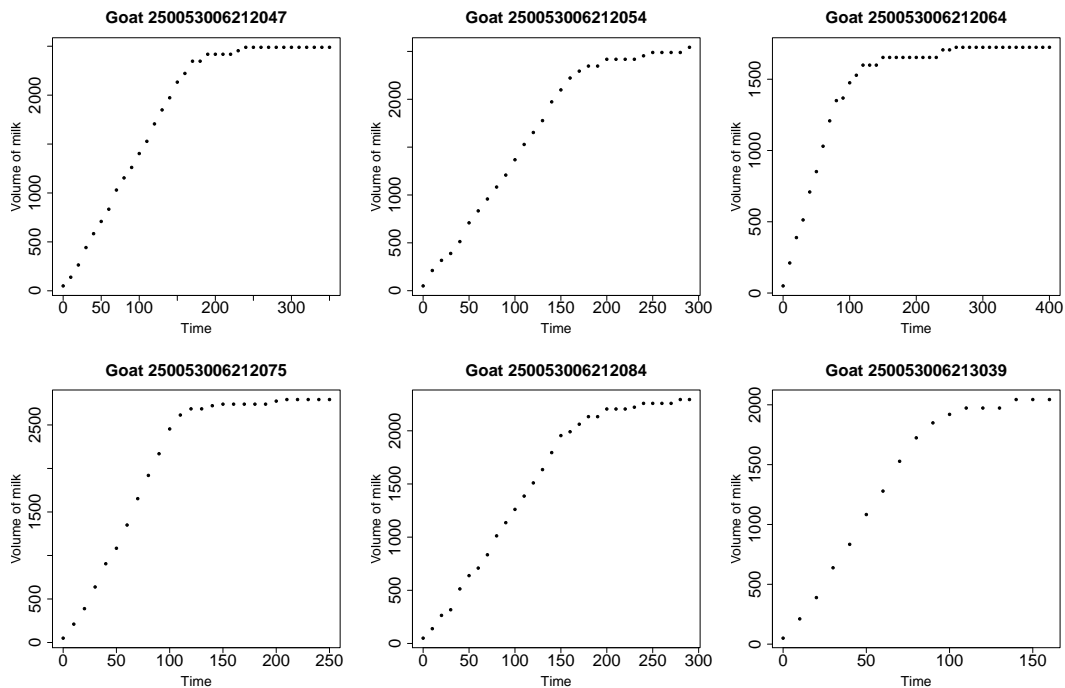 Goat 250053006212047
Volume of milk
0 500 1000 2000
0 50 100 200 300
Time
Goat 250053006212054
Volume of milk
0 500 1000 2000
0 50 100 150 200 250 300
Time
Goat 250053006212064
Volume of milk
0 500 1000 1500
0 100 200 300 400
Time
Goat 250053006212075
Volume of milk
0 500 1500 2500
0 50 100 150 200 250
Time
Goat 250053006212084
Volume of milk
0 500 1000 1500 2000
0 50 100 150 200 250 300
Time
Goat 250053006213039
Volume of milk
0 500 1000 1500 2000
0 50 100 150
Time